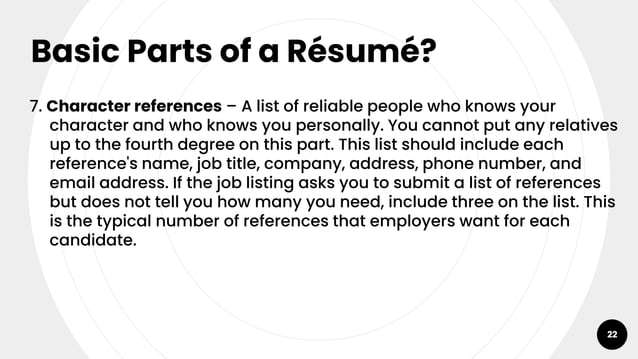 Basic Parts of a Résumé?
7. Character references – A list of reliable people who knows your
character and who knows you personally. You cannot put any relatives
up to the fourth degree on this part. This list should include each
reference's name, job title, company, address, phone number, and
email address. If the job listing asks you to submit a list of references
but does not tell you how many you need, include three on the list. This
is the typical number of references that employers want for each
candidate.
22